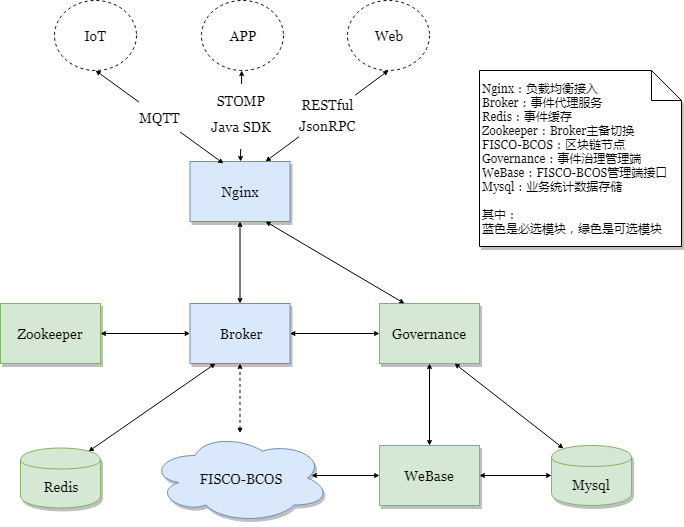 IoT
APP
Web
MQTT
STOMP
Java SDK
RESTful
JsonRPC
Nginx：负载均衡接入
Broker：事件代理服务
Redis：事件缓存
Zookeeper：Broker主备切换
FISCO-BCOS：区块链节点
Governance：事件治理管理端
WeBase：FISCO-BCOS管理端接口
Mysql：业务统计数据存储
其中：
蓝色是必选模块，绿色是可选模块
Nginx
Zookeeper
Broker
Governance
Redis
FISCO-BCOS
WeBase
Mysql